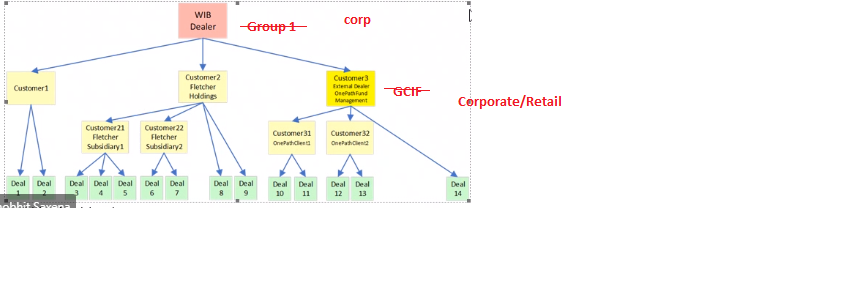 WIB
Dealer
Group 1
corp
Customer1
Customer2
Fletcher
Holdings
Customer3
External Dealer
OnePathFund
Management
GCIF
Corporate/Retail
Customer21
Fletcher
Subsidiary1
Customer22
Fletcher
Subsidiary2
Customer31
OnePathClient1
Customer32
OnePathClient2
Deal
1
Deal
2
Deal
3
Deal
4
Deal
5
Deal
6
Deal
7
Deal
8
Deal
9
Deal
10
Deal
11
Deal
12
Deal
13
Deal
14
Saxena